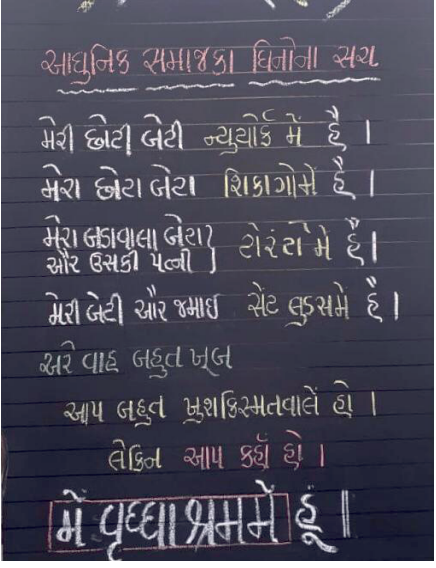 આધુનિક સમાજકા ઘિનોના સચ
મેરી છોટી બેટી ન્યુયોર્ક મેં હૈ ।
મેરા છોટા બેટા શિકાગોમેં હૈ ।
મેરા બડાવાલા બેટા ટોરંટો મે હૈ ।
ઔર ઉસકી પત્ની
મેરી બેટી ઔર જમાઇ સેંટ લુઇસમે હૈ ।
અરે વાહ બહુત ખૂબ
આપ બહુત ખુશકિસ્મતવાલેં હો ।
લેકિન આપ કહાઁ હો ।
મેં વૃધ્ધાશ્રમમે હૂં ।